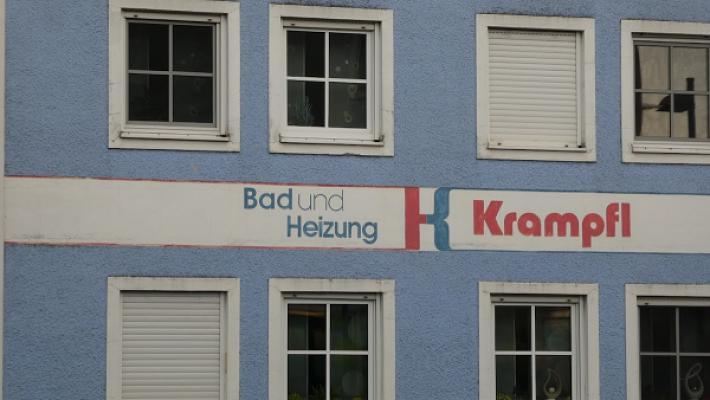 Bad und
Heizung
K
Krampfl